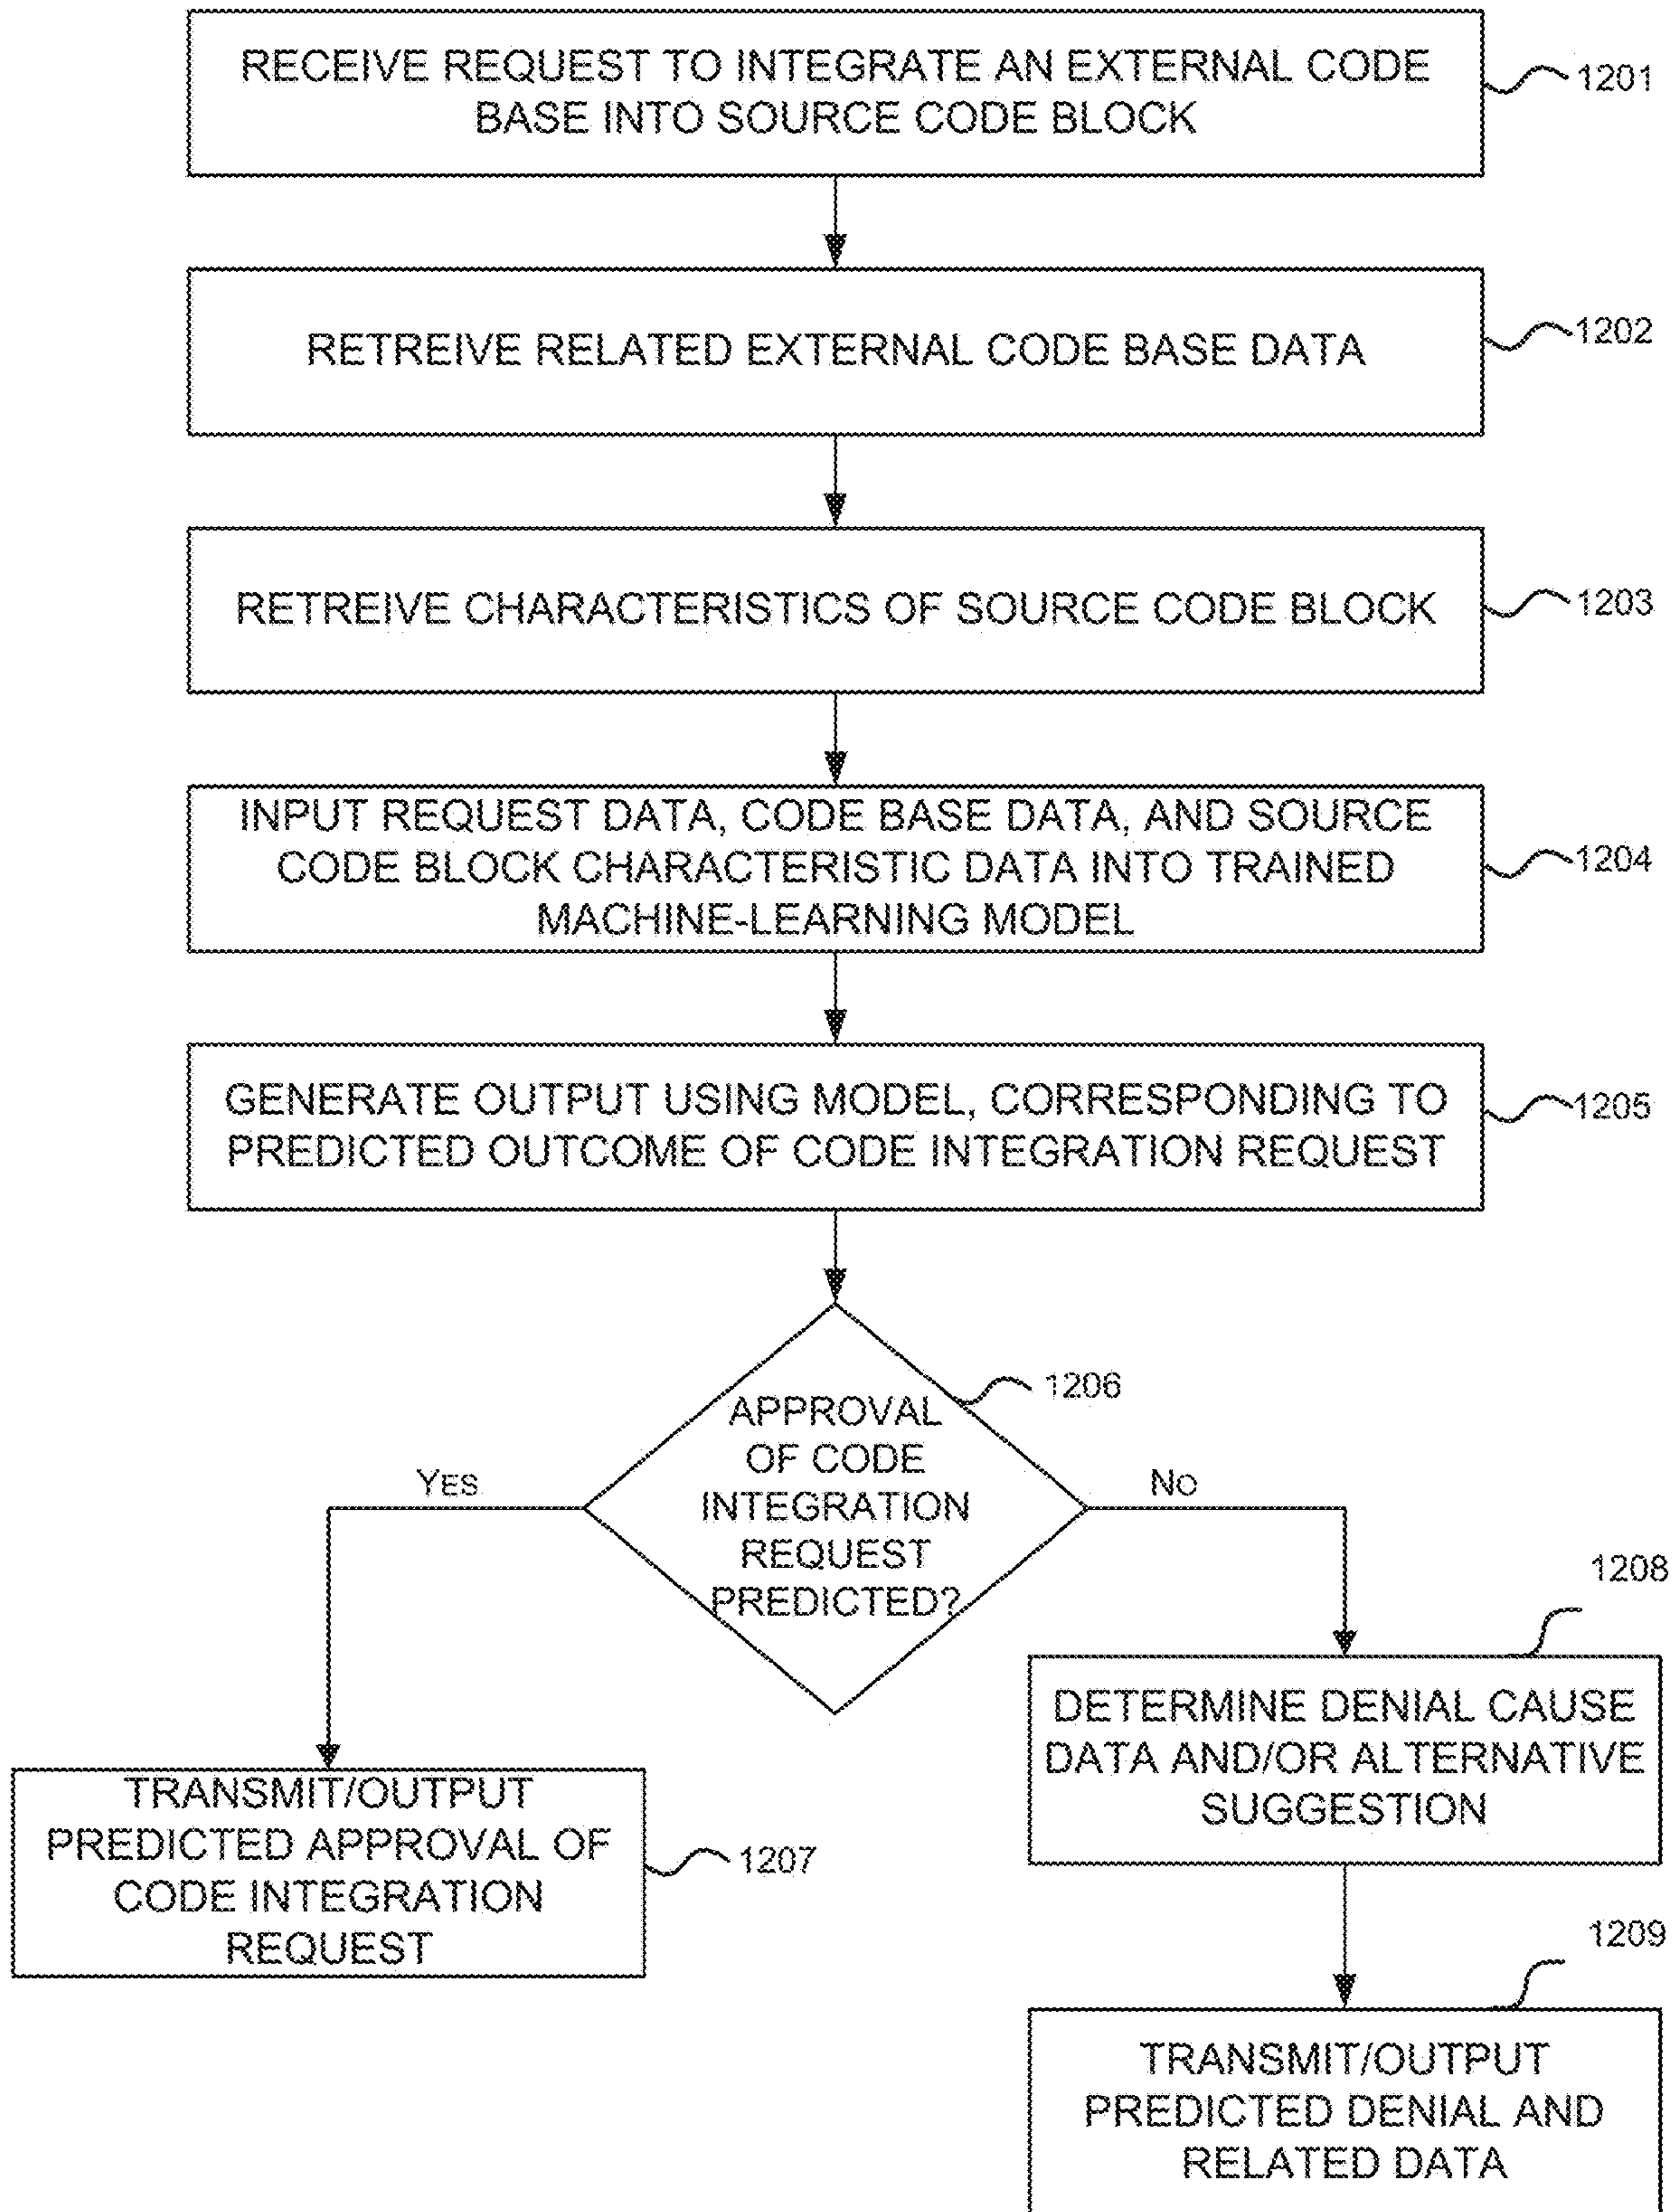 RECEIVE REQUEST TO INTEGRATE AN EXTERNAL CODE
BASE INTO SOURCE CODE BLOCK
1201
RETREIVE RELATED EXTERNAL CODE BASE DATA
1202
RETREIVE CHARACTERISTICS OF SOURCE CODE BLOCK
1203
INPUT REQUEST DATA, CODE BASE DATA, AND SOURCE
CODE BLOCK CHARACTERISTIC DATA INTO TRAINED
MACHINE-LEARNING MODEL
1204
GENERATE OUTPUT USING MODEL, CORRESPONDING TO
PREDICTED OUTCOME OF CODE INTEGRATION REQUEST
1205
APPROVAL
OF CODE
INTEGRATION
REQUEST
PREDICTED?
1206
YES
NO
TRANSMIT/OUTPUT
PREDICTED APPROVAL OF
CODE INTEGRATION
REQUEST
1207
1208
DETERMINE DENIAL CAUSE
DATA AND/OR ALTERNATIVE
SUGGESTION
1209
TRANSMIT/OUTPUT
PREDICTED DENIAL AND
RELATED DATA